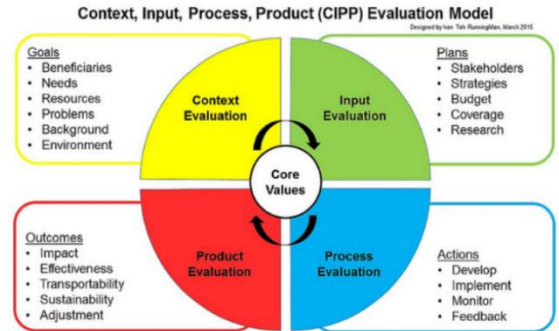 Context, Input, Process, Product (CIPP) Evaluation Model
Designed by Ivan Teh RunningMan, March 2015
Goals
• Beneficiaries
• Needs
• Resources
• Problems
• Background
• Environment
Context
Evaluation
Input
Evaluation
Plans
• Stakeholders
• Strategies
• Budget
• Coverage
• Research
Core
Values
Outcomes
• Impact
• Effectiveness
• Transportability
• Sustainability
• Adjustment
Product
Evaluation
Process
Evaluation
Actions
• Develop
• Implement
• Monitor
• Feedback